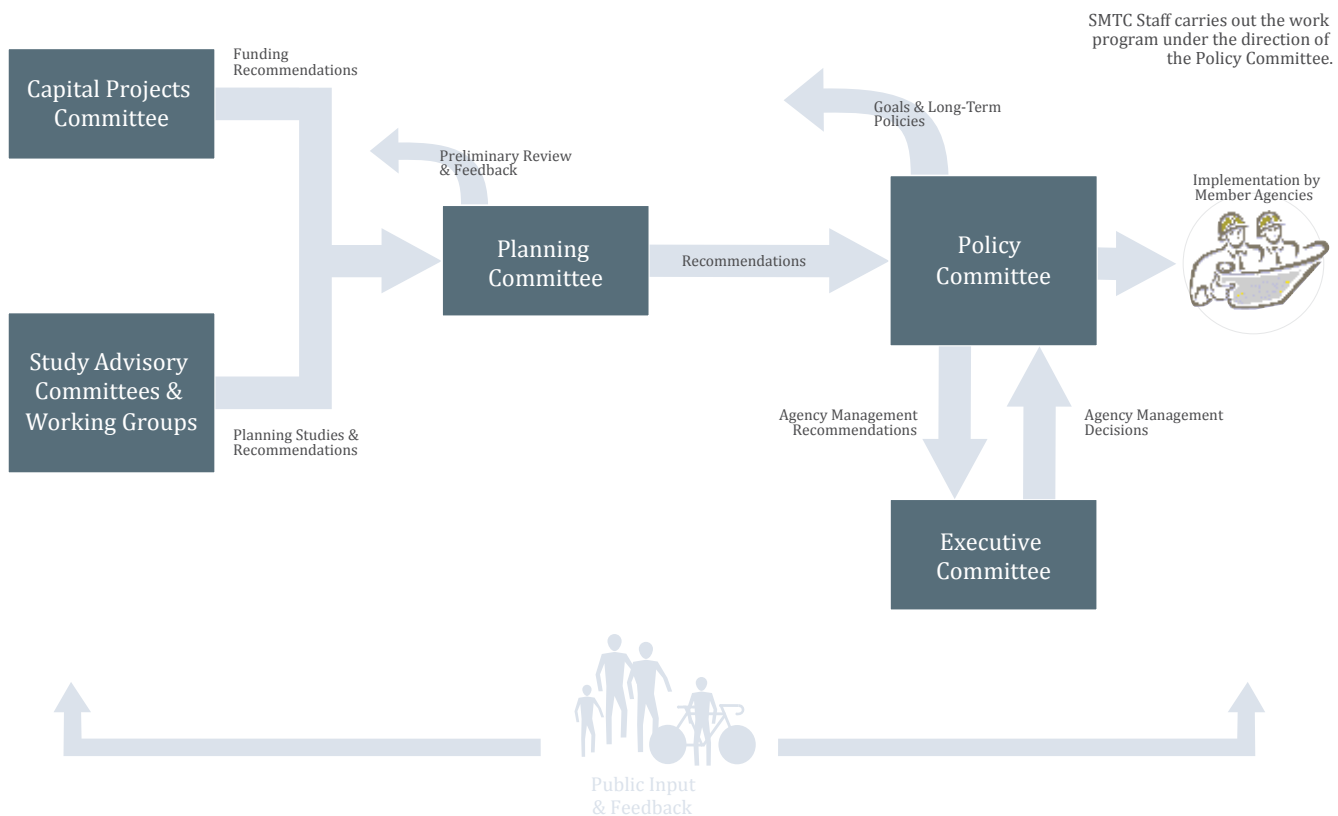 SMTC Staff carries out the work
program under the direction of
the Policy Committee.
Capital Projects
Committee
Funding
Recommendations
Study Advisory
Committees &
Working Groups
Planning Studies &
Recommendations
Preliminary Review
& Feedback
Planning
Committee
Recommendations
Goals & Long-Term
Policies
Policy
Committee
Implementation by
Member Agencies
Agency Management
Recommendations
Agency Management
Decisions
Executive
Committee
Public Input
& Feedback